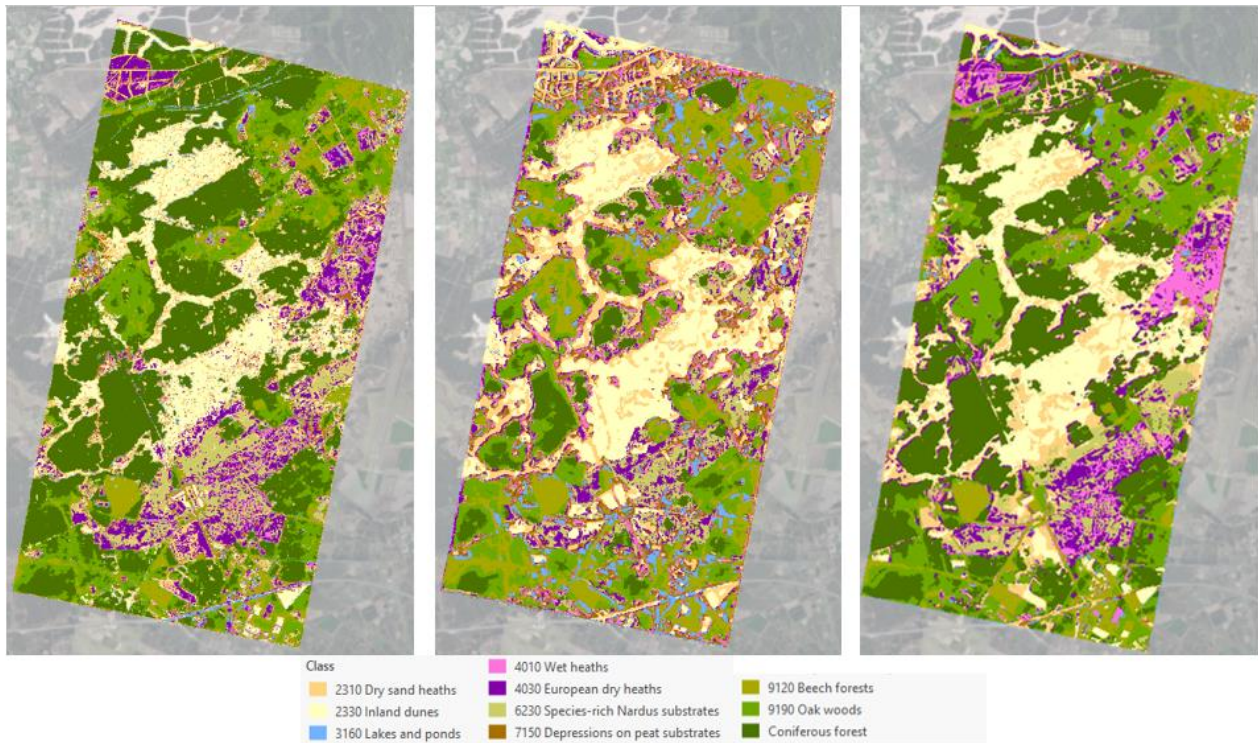 Class
2310 Dry sand heaths
2330 Inland dunes
3160 Lakes and ponds
4010 Wet heaths
4030 European dry heaths
6230 Species-rich Nardus substrates
7150 Depressions on peat substrates
9120 Beech forests
9190 Oak woods
Coniferous forest